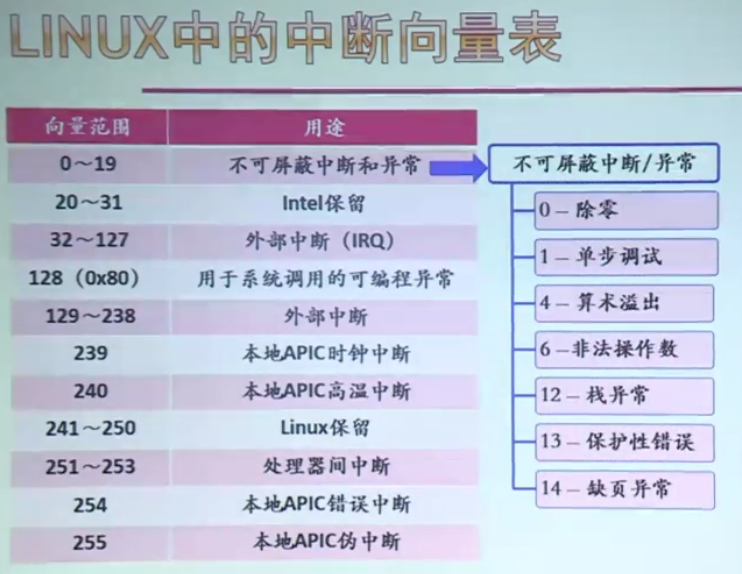 LINUX中的中断向量表
向量范围 用途
0～19 不可屏蔽中断和异常
20～31 Intel保留
32～127 外部中断（IRQ）
128（0x80） 用于系统调用的可编程异常
129～238 外部中断
239 本地APIC时钟中断
240 本地APIC高温中断
241～250 Linux保留
251～253 处理器间中断
254 本地APIC错误中断
255 本地APIC伪中断
不可屏蔽中断/异常
0 – 除零
1 – 单步调试
4 – 算术溢出
6 –非法操作数
12 – 栈异常
13 – 保护性错误
14 – 缺页异常